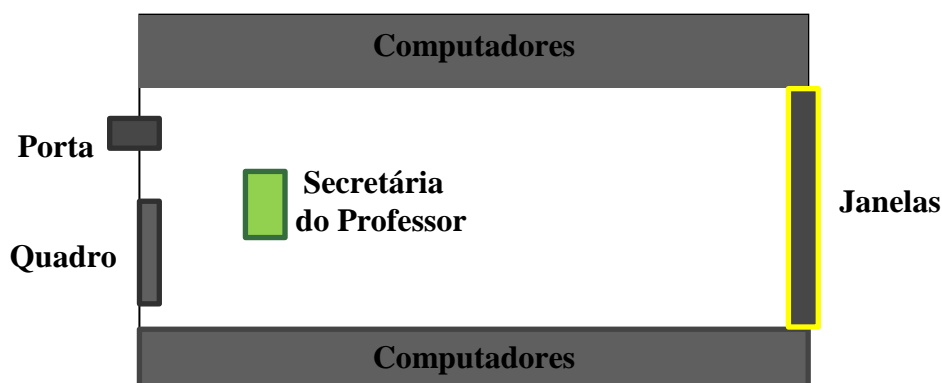 Computadores
Porta
Secretária
do Professor
Janelas
Quadro
Computadores